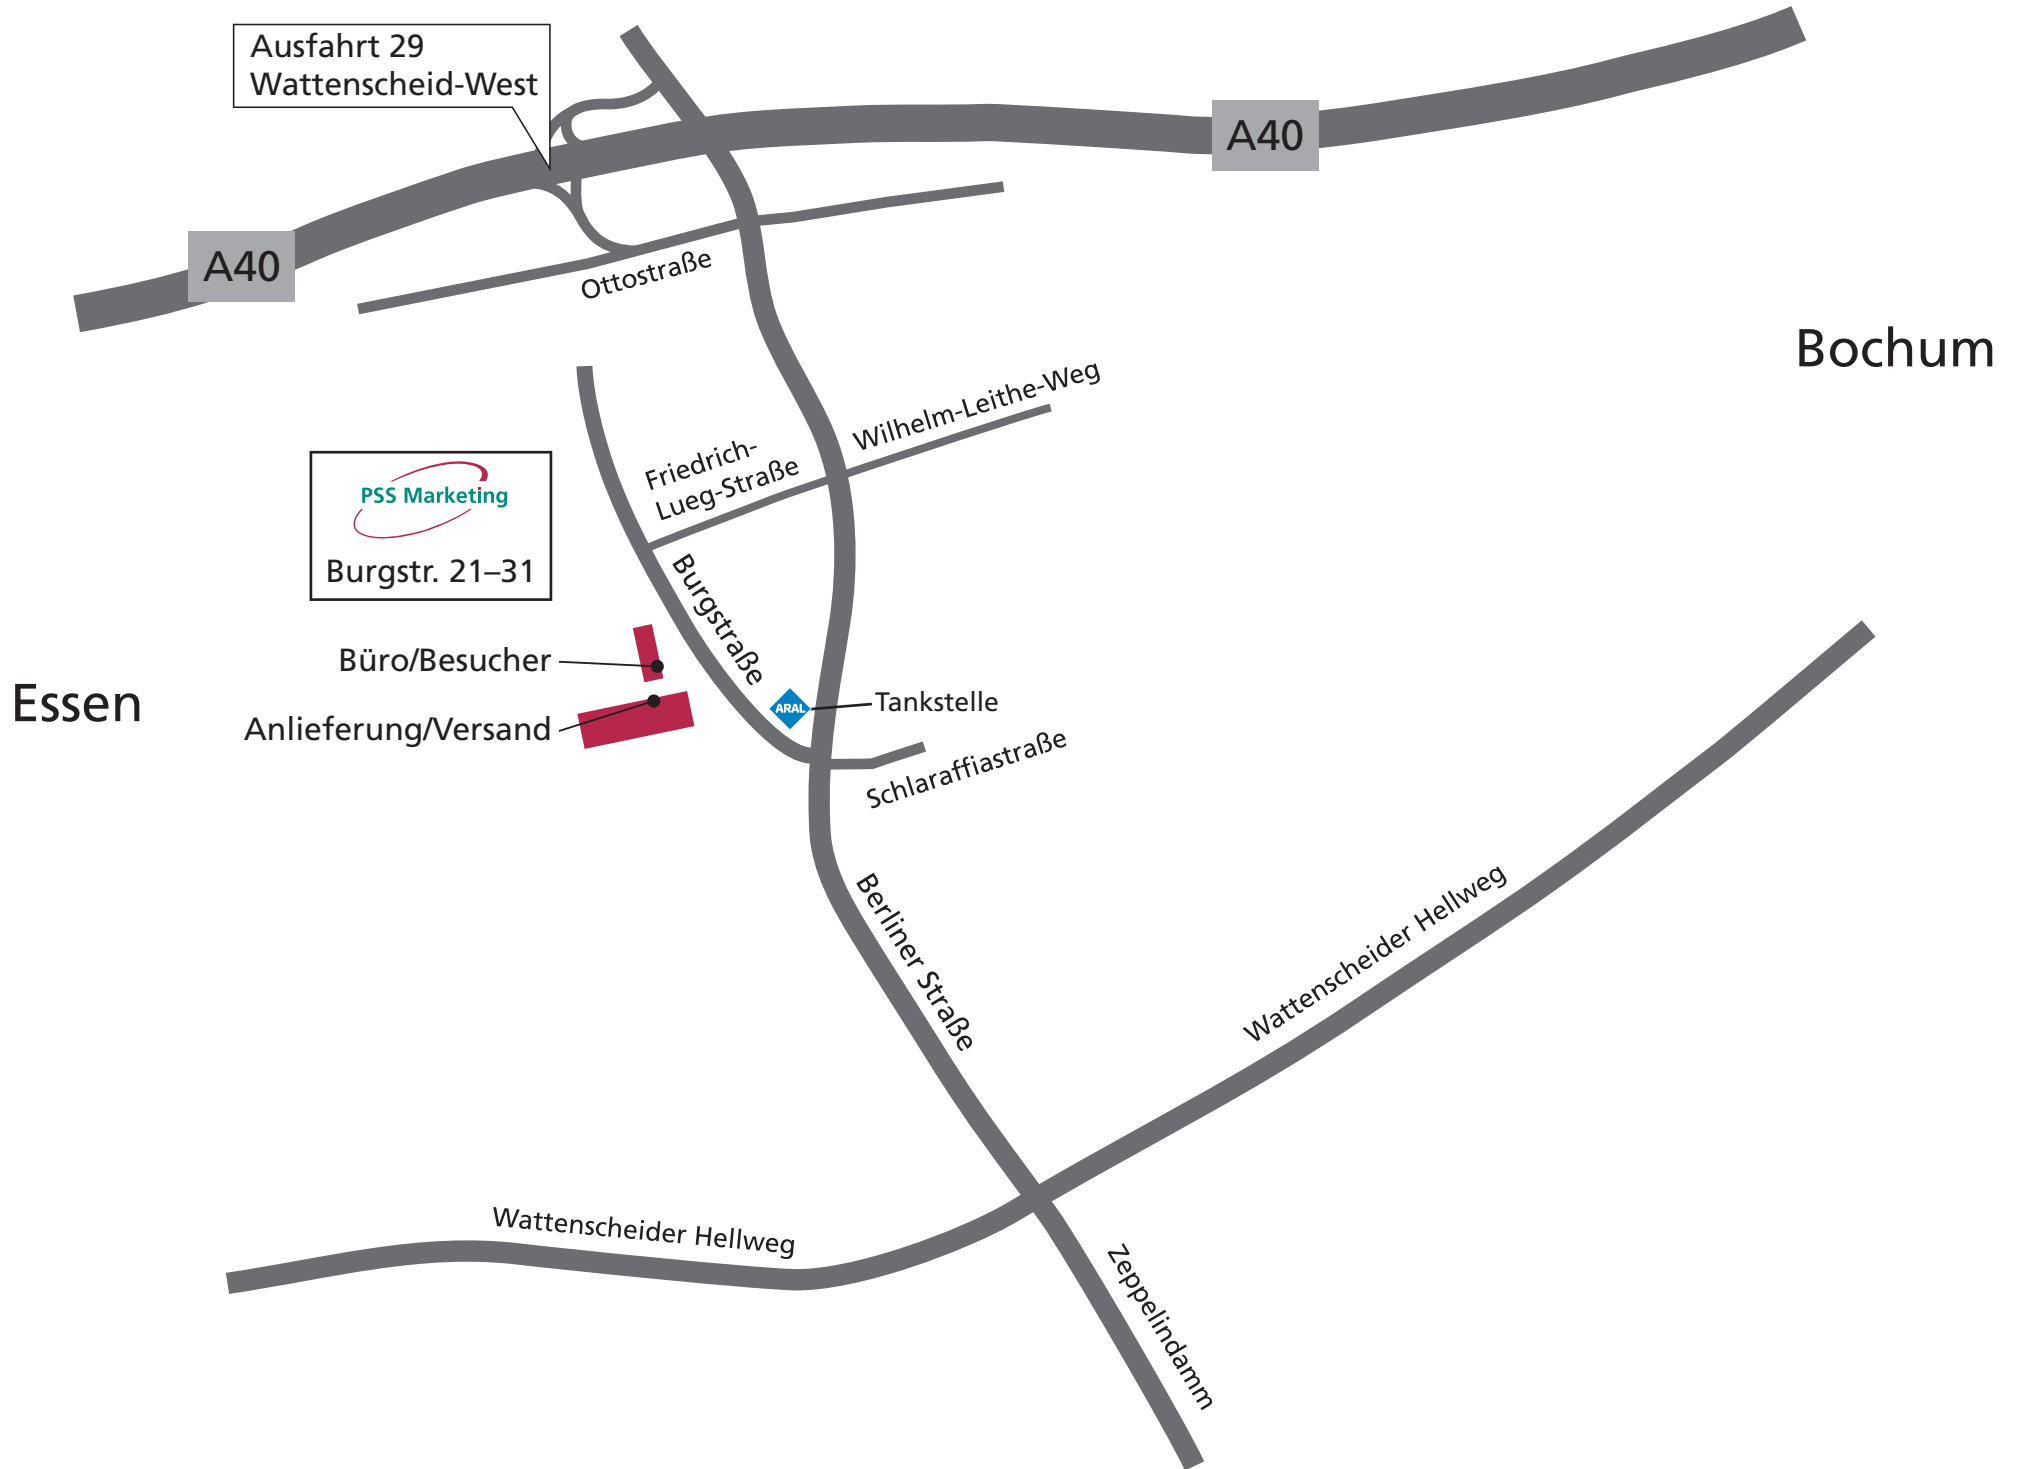 Ausfahrt 29
Wattenscheid-West
A40
A40
Ottostraße
Bochum
Wilhelm-Leithe-Weg
Friedrich-
Lueg-Straße
PSS Marketing
Burgstr. 21–31
Burgstraße
Büro/Besucher
Essen
Anlieferung/Versand
ARAL
Tankstelle
Schlaraffiastraße
Berliner Straße
Wattenscheider Hellweg
Wattenscheider Hellweg
Zeppelindamm